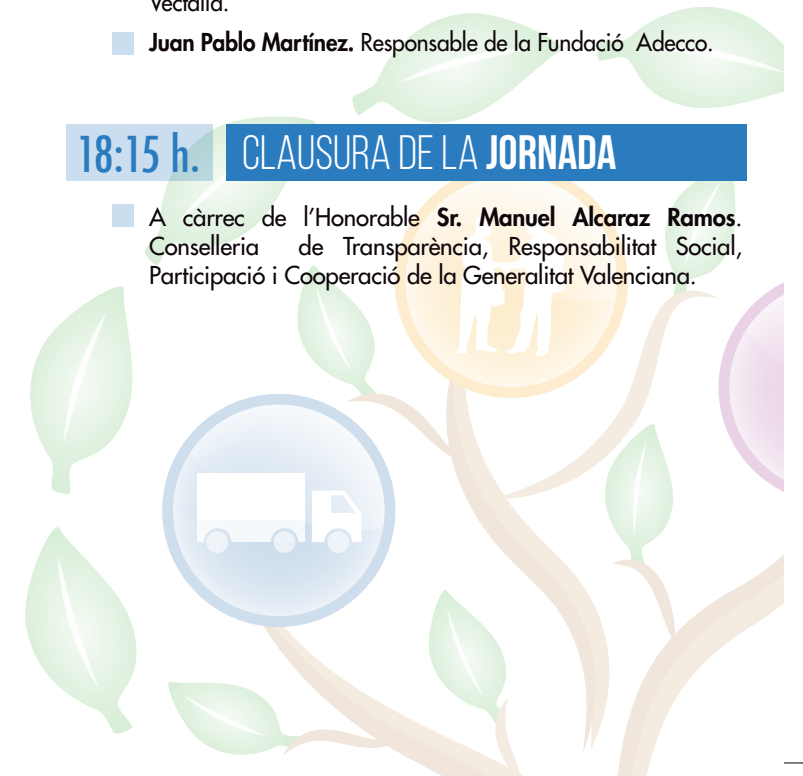 Vectalia.
Juan Pablo Martínez. Responsable de la Fundació Adecco.
18:15 h. CLAUSURA DE LA JORNADA
A càrrec de l'Honorable Sr. Manuel Alcaraz Ramos.
Conselleria de Transparència, Responsabilitat Social,
Participació i Cooperació de la Generalitat Valenciana.